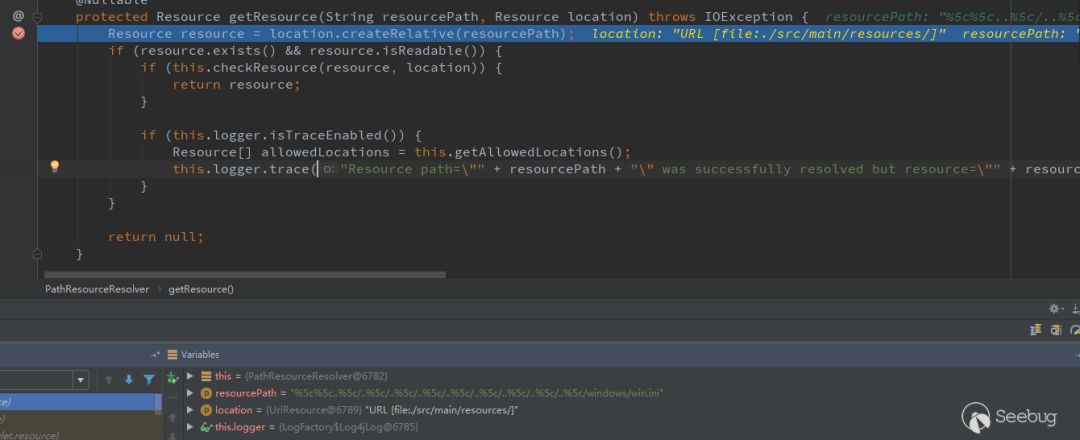 @Nullable
protected Resource getResource(String resourcePath, Resource location) throws IOException { resourcePath: "%5c%5c..%5c/..%5c
Resource resource = location.createRelative(resourcePath); location: "URL [file:./src/main/resources/]" resourcePath: "
if (resource.exists() && resource.isReadable()) {
if (this.checkResource(resource, location)) {
return resource;
}
if (this.logger.isTraceEnabled()) {
Resource[] allowedLocations = this.getAllowedLocations();
this.logger.trace( o: "Resource path=\"" + resourcePath + "\" was successfully resolved but resource=\"" + resourc
}
}
return null;
}
PathResourceResolver › getResource()
Variables
this = {PathResourceResolver@6782}
resourcePath = "%5c%5c..%5c/..%5c/..%5c/..%5c/..%5c/..%5c/..%5c/..%5c/..%5c/windows/win.ini"
location = {UrlResource@6789} "URL [file:./src/main/resources/]"
this.logger = {LogFactory$Log4jLog@6785}
let.resource)
Seebug